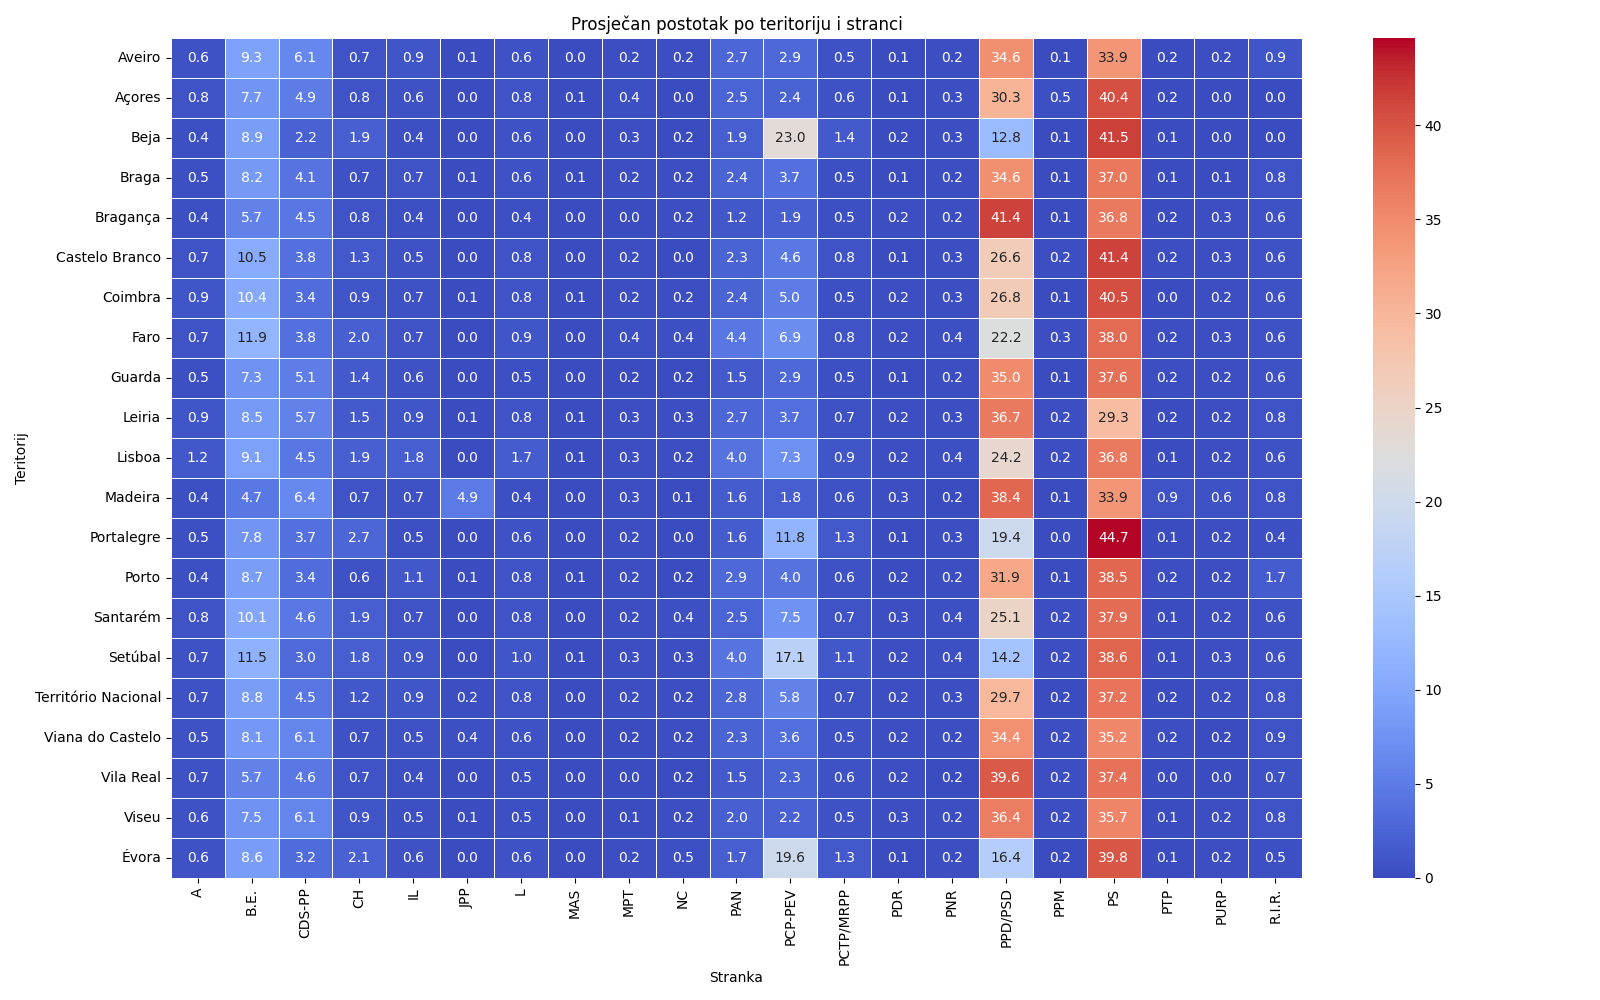 Prosječan postotak po teritoriju i stranci
Aveiro 0.6 9.3 6.1 0.7 0.9 0.1 0.6 0.0 0.2 0.2 2.7 2.9 0.5 0.1 0.2 34.6 0.1 33.9 0.2 0.2 0.9
Açores 0.8 7.7 4.9 0.8 0.6 0.0 0.8 0.1 0.4 0.0 2.5 2.4 0.6 0.1 0.3 30.3 0.5 40.4 0.2 0.0 0.0
Beja 0.4 8.9 2.2 1.9 0.4 0.0 0.6 0.0 0.3 0.2 1.9 23.0 1.4 0.2 0.3 12.8 0.1 41.5 0.1 0.0 0.0
Braga 0.5 8.2 4.1 0.7 0.7 0.1 0.6 0.1 0.2 0.2 2.4 3.7 0.5 0.1 0.2 34.6 0.1 37.0 0.1 0.1 0.8
Bragança 0.4 5.7 4.5 0.8 0.4 0.0 0.4 0.0 0.0 0.2 1.2 1.9 0.5 0.2 0.2 41.4 0.1 36.8 0.2 0.3 0.6
Castelo Branco 0.7 10.5 3.8 1.3 0.5 0.0 0.8 0.0 0.2 0.0 2.3 4.6 0.8 0.1 0.3 26.6 0.2 41.4 0.2 0.3 0.6
Coimbra 0.9 10.4 3.4 0.9 0.7 0.1 0.8 0.1 0.2 0.2 2.4 5.0 0.5 0.2 0.3 26.8 0.1 40.5 0.0 0.2 0.6
Faro 0.7 11.9 3.8 2.0 0.7 0.0 0.9 0.0 0.4 0.4 4.4 6.9 0.8 0.2 0.4 22.2 0.3 38.0 0.2 0.3 0.6
Guarda 0.5 7.3 5.1 1.4 0.6 0.0 0.5 0.0 0.2 0.2 1.5 2.9 0.5 0.1 0.2 35.0 0.1 37.6 0.2 0.2 0.6
Leiria 0.9 8.5 5.7 1.5 0.9 0.1 0.8 0.1 0.3 0.3 2.7 3.7 0.7 0.2 0.3 36.7 0.2 29.3 0.2 0.2 0.8
Lisboa 1.2 9.1 4.5 1.9 1.8 0.0 1.7 0.1 0.3 0.2 4.0 7.3 0.9 0.2 0.4 24.2 0.2 36.8 0.1 0.2 0.6
Madeira 0.4 4.7 6.4 0.7 0.7 4.9 0.4 0.0 0.3 0.1 1.6 1.8 0.6 0.3 0.2 38.4 0.1 33.9 0.9 0.6 0.8
Portalegre 0.5 7.8 3.7 2.7 0.5 0.0 0.6 0.0 0.2 0.0 1.6 11.8 1.3 0.1 0.3 19.4 0.0 44.7 0.1 0.2 0.4
Porto 0.4 8.7 3.4 0.6 1.1 0.1 0.8 0.1 0.2 0.2 2.9 4.0 0.6 0.2 0.2 31.9 0.1 38.5 0.2 0.2 1.7
Santarém 0.8 10.1 4.6 1.9 0.7 0.0 0.8 0.0 0.2 0.4 2.5 7.5 0.7 0.3 0.4 25.1 0.2 37.9 0.1 0.2 0.6
Setúbal 0.7 11.5 3.0 1.8 0.9 0.0 1.0 0.1 0.3 0.3 4.0 17.1 1.1 0.2 0.4 14.2 0.2 38.6 0.1 0.3 0.6
Território Nacional 0.7 8.8 4.5 1.2 0.9 0.2 0.8 0.0 0.2 0.2 2.8 5.8 0.7 0.2 0.3 29.7 0.2 37.2 0.2 0.2 0.8
Viana do Castelo 0.5 8.1 6.1 0.7 0.5 0.4 0.6 0.0 0.2 0.2 2.3 3.6 0.5 0.2 0.2 34.4 0.2 35.2 0.2 0.2 0.9
Vila Real 0.7 5.7 4.6 0.7 0.4 0.0 0.5 0.0 0.0 0.2 1.5 2.3 0.6 0.2 0.2 39.6 0.2 37.4 0.0 0.0 0.7
Viseu 0.6 7.5 6.1 0.9 0.5 0.1 0.5 0.0 0.1 0.2 2.0 2.2 0.5 0.3 0.2 36.4 0.2 35.7 0.1 0.2 0.8
Évora 0.6 8.6 3.2 2.1 0.6 0.0 0.6 0.0 0.2 0.5 1.7 19.6 1.3 0.1 0.2 16.4 0.2 39.8 0.1 0.2 0.5
A B.E. CDS-PP CH IL JPP L MAS MPT NC PAN PCP-PEV PCTP/MRPP PDR PNR PPD/PSD PPM PS PTP PURP R.I.R.
Stranka
Teritorij
40
35
30
25
20
15
10
5
0